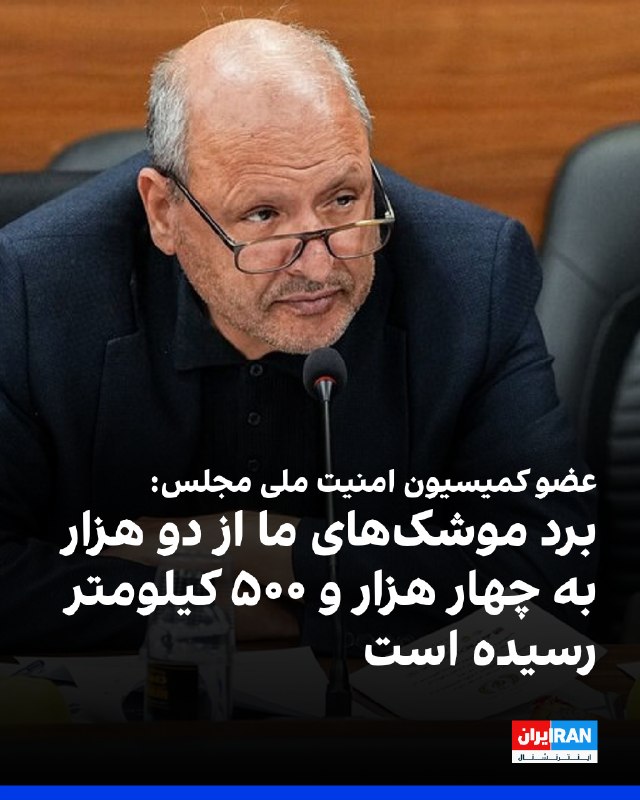 عضو کمیسیون امنیت ملی مجلس:
برد موشک‌های ما از دو هزار
به چهار هزار و ۵۰۰ کیلومتر
رسیده است
ایران IRAN
اینترنشنال